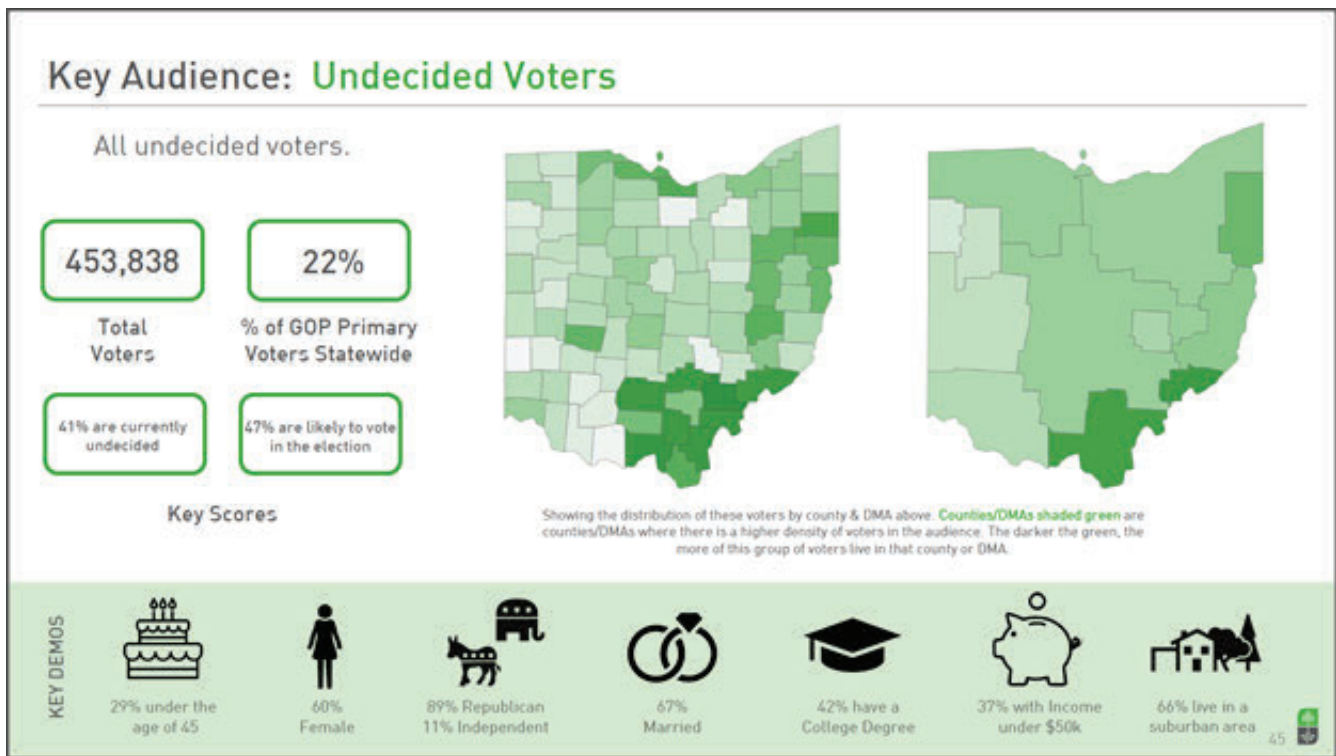 Key Audience: Undecided Voters
All undecided voters.
453,838
Total
Voters
22%
% of GOP Primary
Voters Statewide
41% are currently
undecided
47% are likely to vote
in the election
Key Scores
Showing the distribution of these voters by county & DMA above. Counties/DMAs shaded green are
counties/DMAs where there is a higher density of voters in the audience. The darker the green, the
more of this group of voters live in that county or DMA.
KEY DEMOS
29% under the
age of 45
60%
Female
89% Republican
11% Independent
67%
Married
42% have a
College Degree
37% with Income
under $50k
66% live in a
suburban area
45